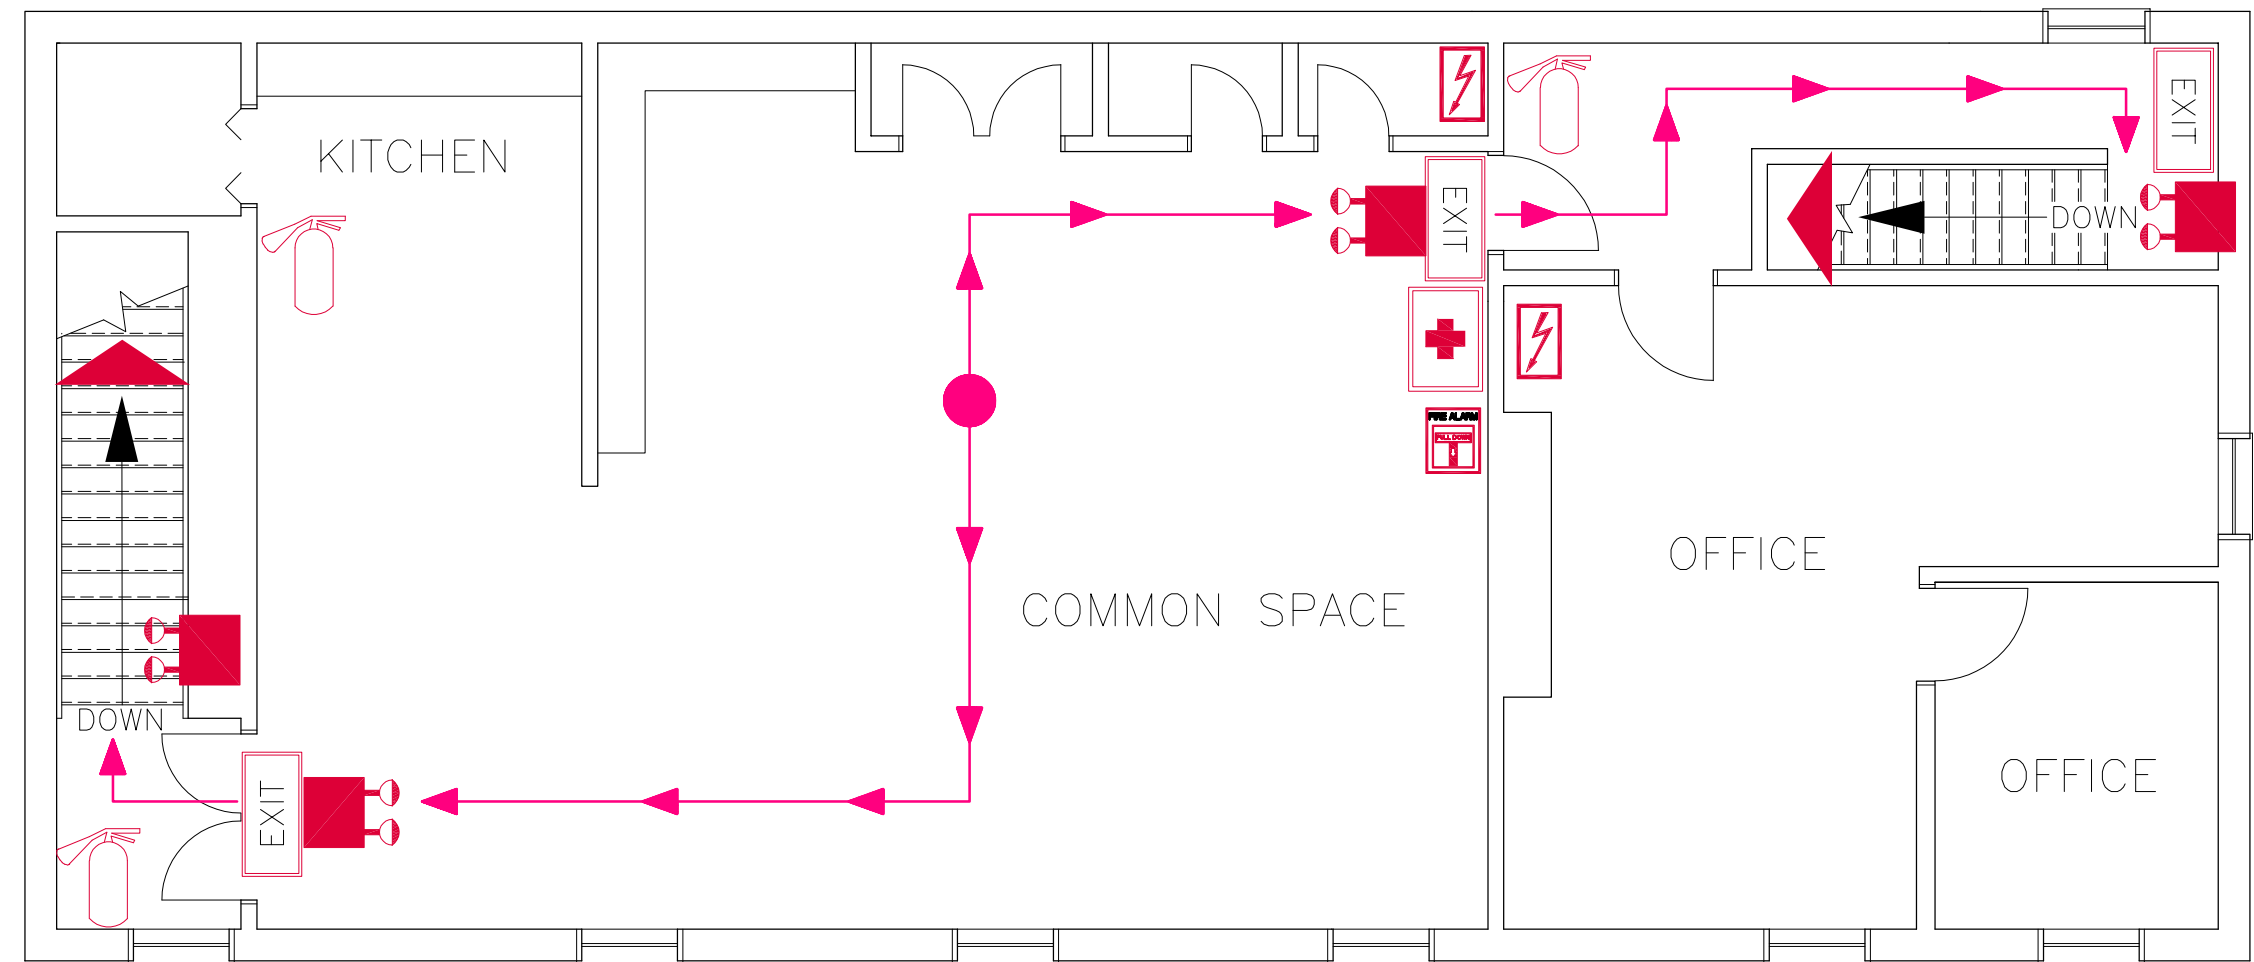 KITCHEN
EXIT
EXIT
DOWN
FIRE ALARM
PULL DOWN
OFFICE
COMMON SPACE
DOWN
EXIT
OFFICE